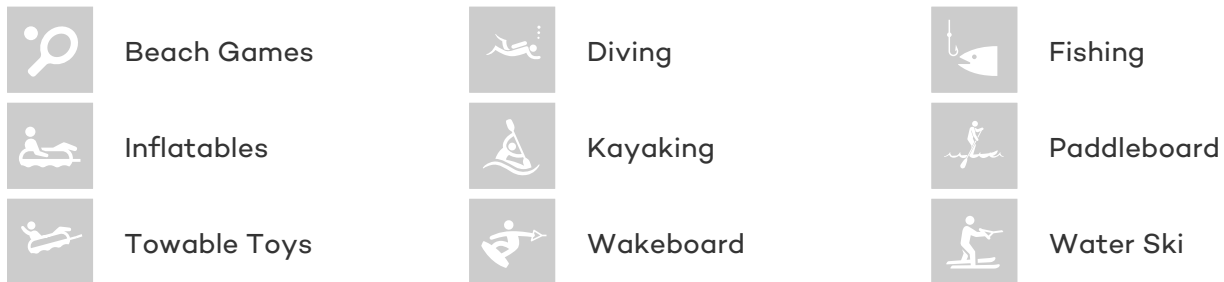 Beach Games
Diving
Fishing
Inflatables
Kayaking
Paddleboard
Towable Toys
Wakeboard
Water Ski